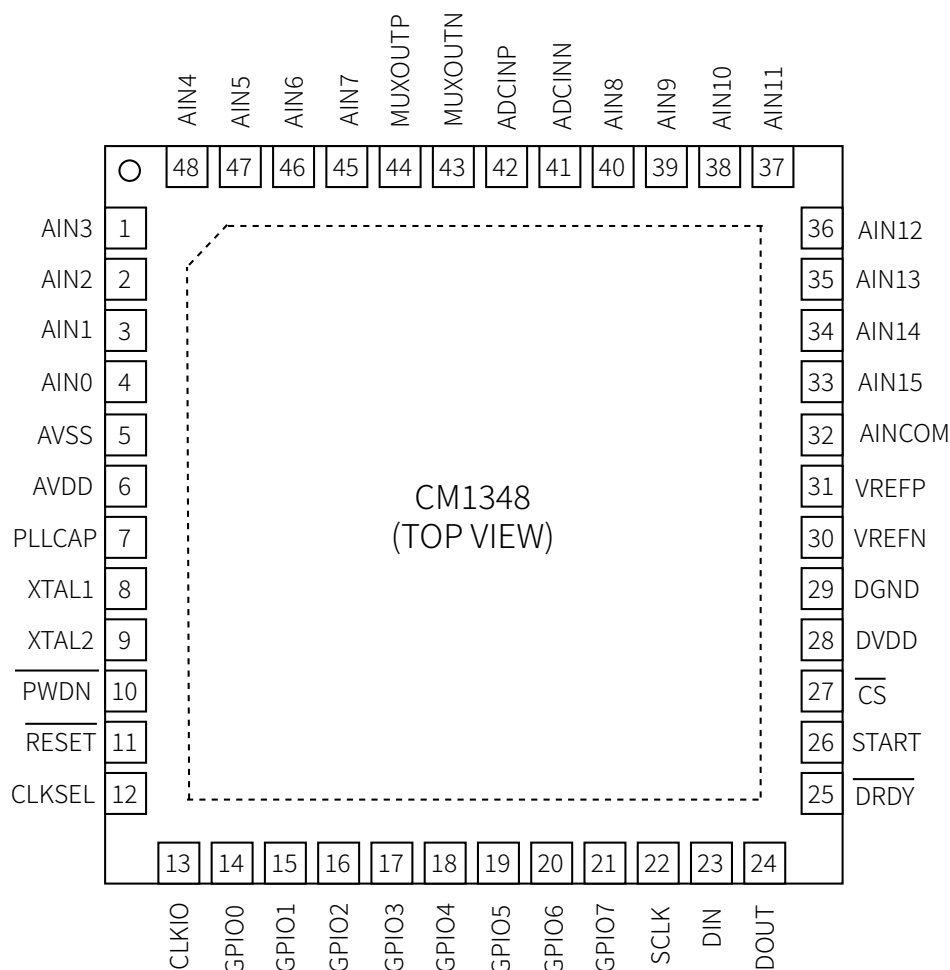 AIN4 AIN5 AIN6 AIN7 MUXOUTP MUXOUTN ADCINP ADCINN AIN8 AIN9 AIN10 AIN11
48 47 46 45 44 43 42 41 40 39 38 37
AIN3 1 36 AIN12
AIN2 2 35 AIN13
AIN1 3 34 AIN14
AIN0 4 33 AIN15
AVSS 5 32 AINCOM
AVDD 6 31 VREFP
CM1348
(TOP VIEW)
PLLCAP 7 30 VREFN
XTAL1 8 29 DGND
XTAL2 9 28 DVDD
PWDN 10 27 CS
RESET 11 26 START
CLKSEL 12 25 DRDY
13 14 15 16 17 18 19 20 21 22 23 24
CLKIO GPIO0 GPIO1 GPIO2 GPIO3 GPIO4 GPIO5 GPIO6 GPIO7 SCLK DIN DOUT